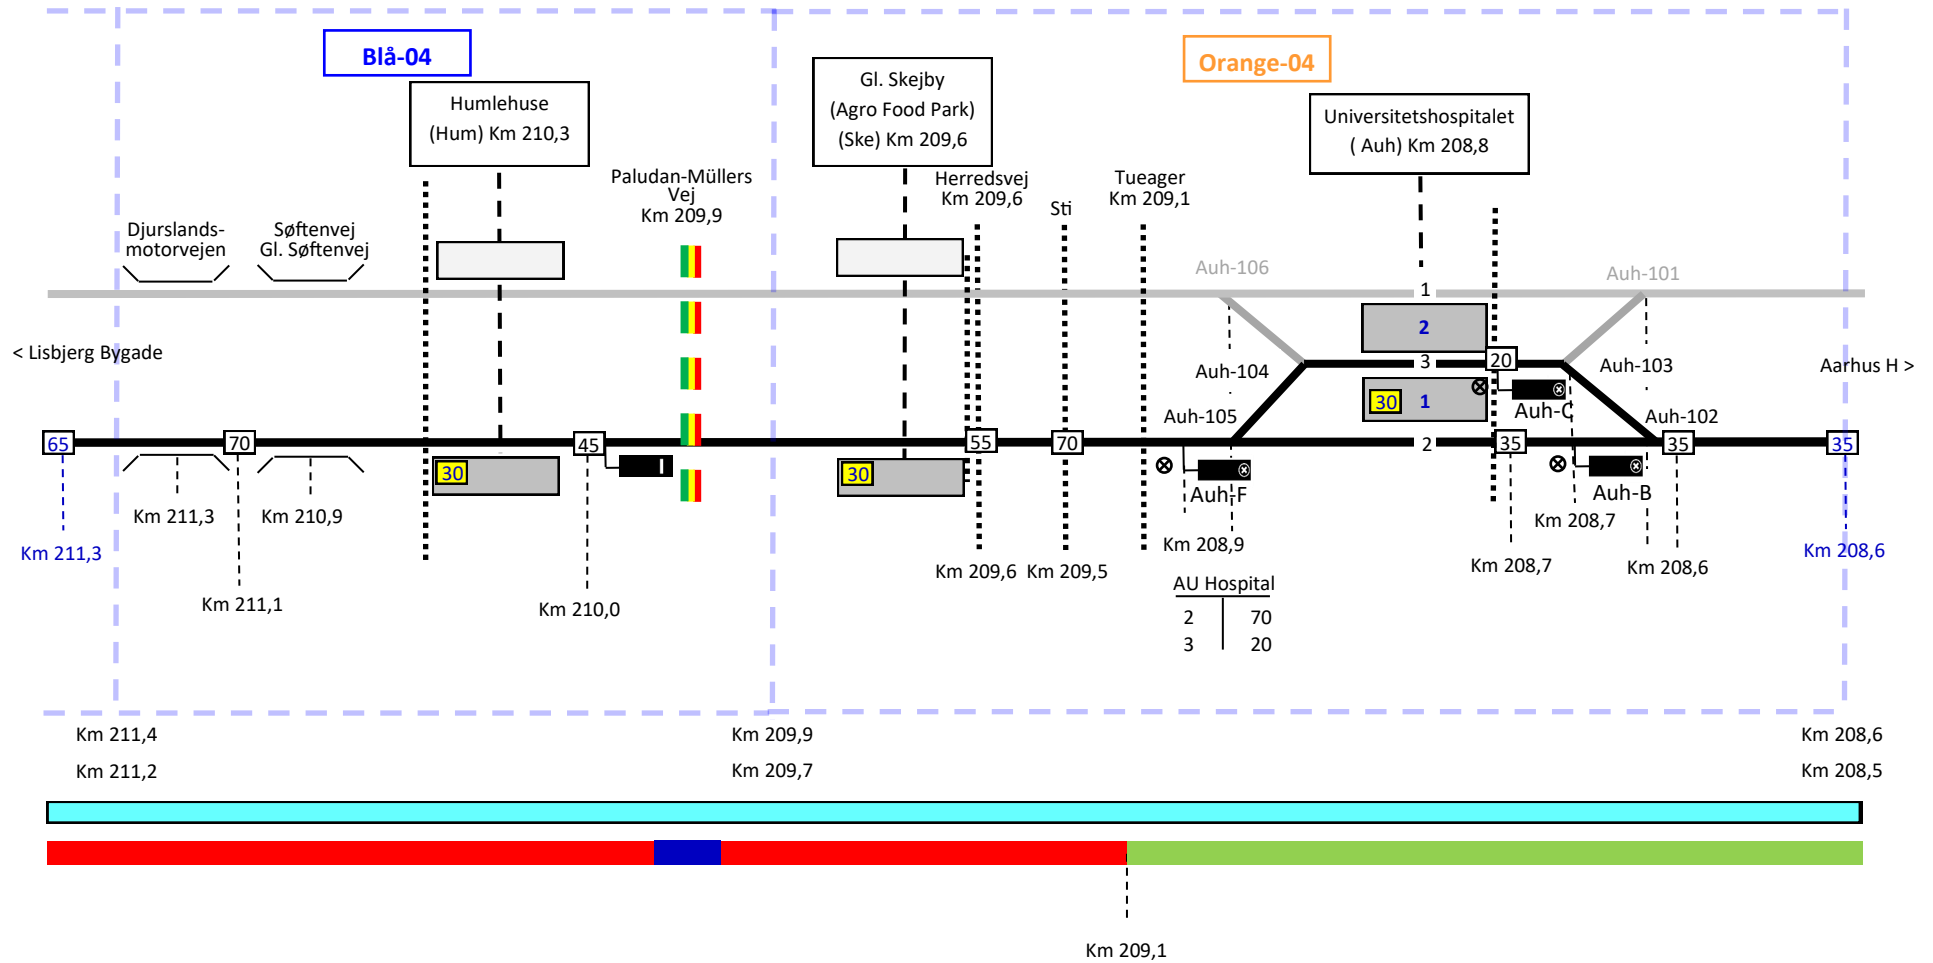 Blå-04
Orange-04
Humlehuse
(Hum) Km 210,3
Gl. Skejby
(Agro Food Park)
(Ske) Km 209,6
Universitetshospitalet
( Auh) Km 208,8
Paludan-Müllers
Vej
Km 209,9
Herredsvej
Km 209,6
Sti
Tueager
Km 209,1
Djurslands-
motorvejen
Søftenvej
Gl. Søftenvej
Auh-106
Auh-101
1
2
< Lisbjerg Bygade
3
20
Auh-104
Auh-103
Aarhus H >
30
1
Auh-C
Auh-105
Auh-102
65
70
45
55
70
2
35
35
35
30
30
Auh-F
Auh-B
Km 211,3
Km 210,9
Km 208,7
Km 208,9
Km 211,3
Km 208,6
Km 209,6
Km 209,5
Km 208,7
Km 208,6
Km 211,1
Km 210,0
AU Hospital
2 70
3 20
Km 211,4
Km 209,9
Km 208,6
Km 211,2
Km 209,7
Km 208,5
Km 209,1